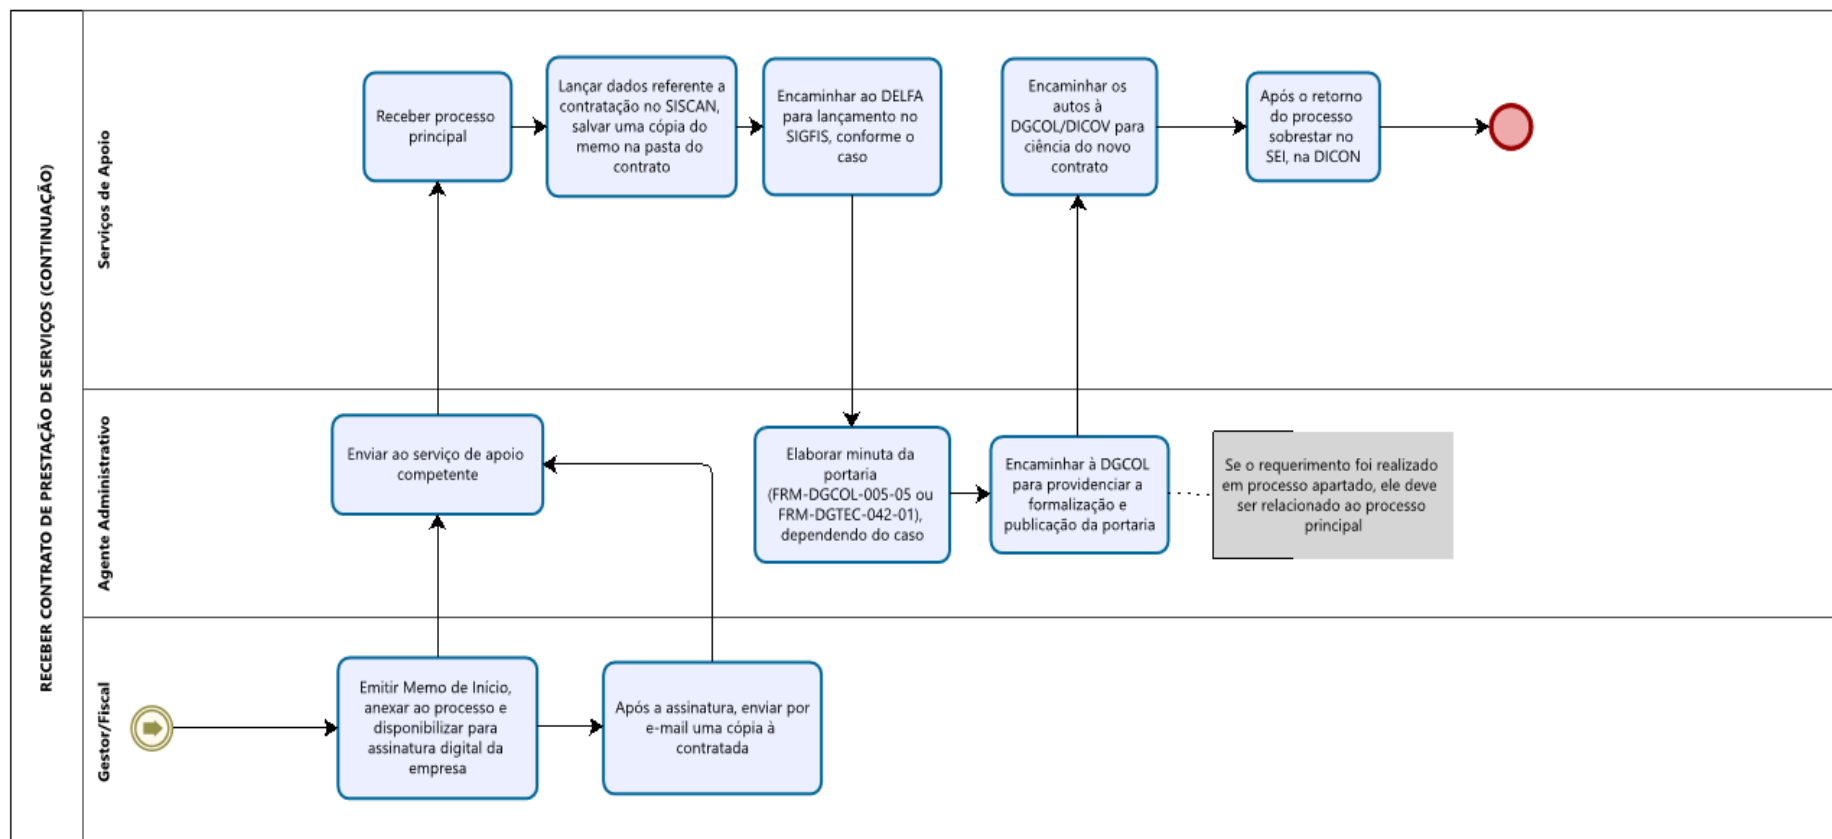 RECEBER CONTRATO DE PRESTAÇÃO DE SERVIÇOS (CONTINUAÇÃO)
Serviços de Apoio
Receber processo
principal
Lançar dados referente a
contratação no SISCAN,
salvar uma cópia do
memo na pasta do
contrato
Encaminhar ao DELFA
para lançamento no
SIGFIS, conforme o
caso
Encaminhar os
autos à
DGCOL/DICOV para
ciência do novo
contrato
Após o retorno
do processo
sobrestar no
SEI, na DICON
Agente Administrativo
Enviar ao serviço de apoio
competente
Elaborar minuta da
portaria
(FRM-DGCOL-005-05 ou
FRM-DGTEC-042-01),
dependendo do caso
Encaminhar à DGCOL
para providenciar a
formalização e
publicação da portaria
Se o requerimento foi realizado
em processo apartado, ele deve
ser relacionado ao processo
principal
Gestor/Fiscal
Emitir Memo de Início,
anexar ao processo e
disponibilizar para
assinatura digital da
empresa
Após a assinatura, enviar por
e-mail uma cópia à
contratada